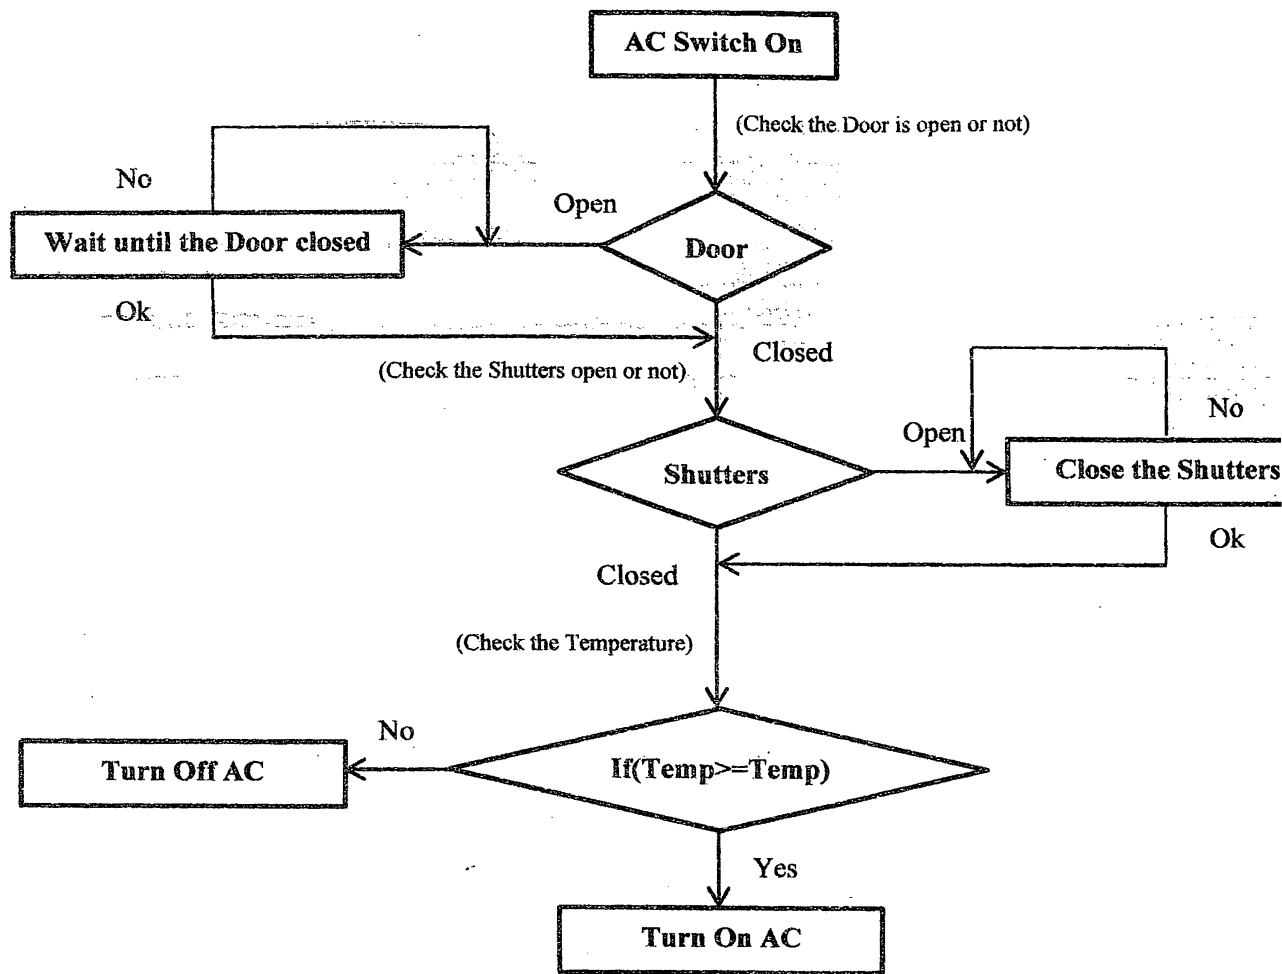 AC Switch On
(Check the Door is open or not)
No
Open
Wait until the Door closed
Door
Ok
Closed
(Check the Shutters open or not)
No
Open
Shutters
Close the Shutters
Ok
Closed
(Check the Temperature)
No
Turn Off AC
If(Temp>=Temp)
Yes
Turn On AC